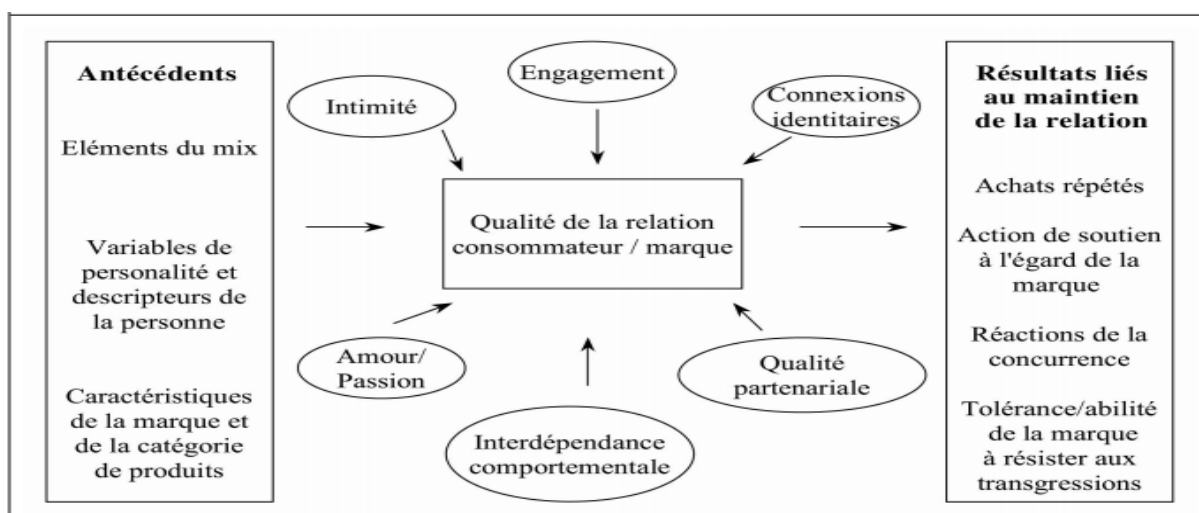 Antécédents
Eléments du mix
Variables de
personalité et
descripteurs de
la personne
Caractéristiques
de la marque et
de la catégorie
de produits
Intimité
Engagement
Connexions
identitaires
Qualité de la relation
consommateur / marque
Amour/
Passion
Interdépendance
comportementale
Qualité
partenariale
Résultats liés
au maintien
de la relation
Achats répétés
Action de soutien
à l'égard de la
marque
Réactions de la
concurrence
Tolérance/abilité
de la marque
à résister aux
transgressions